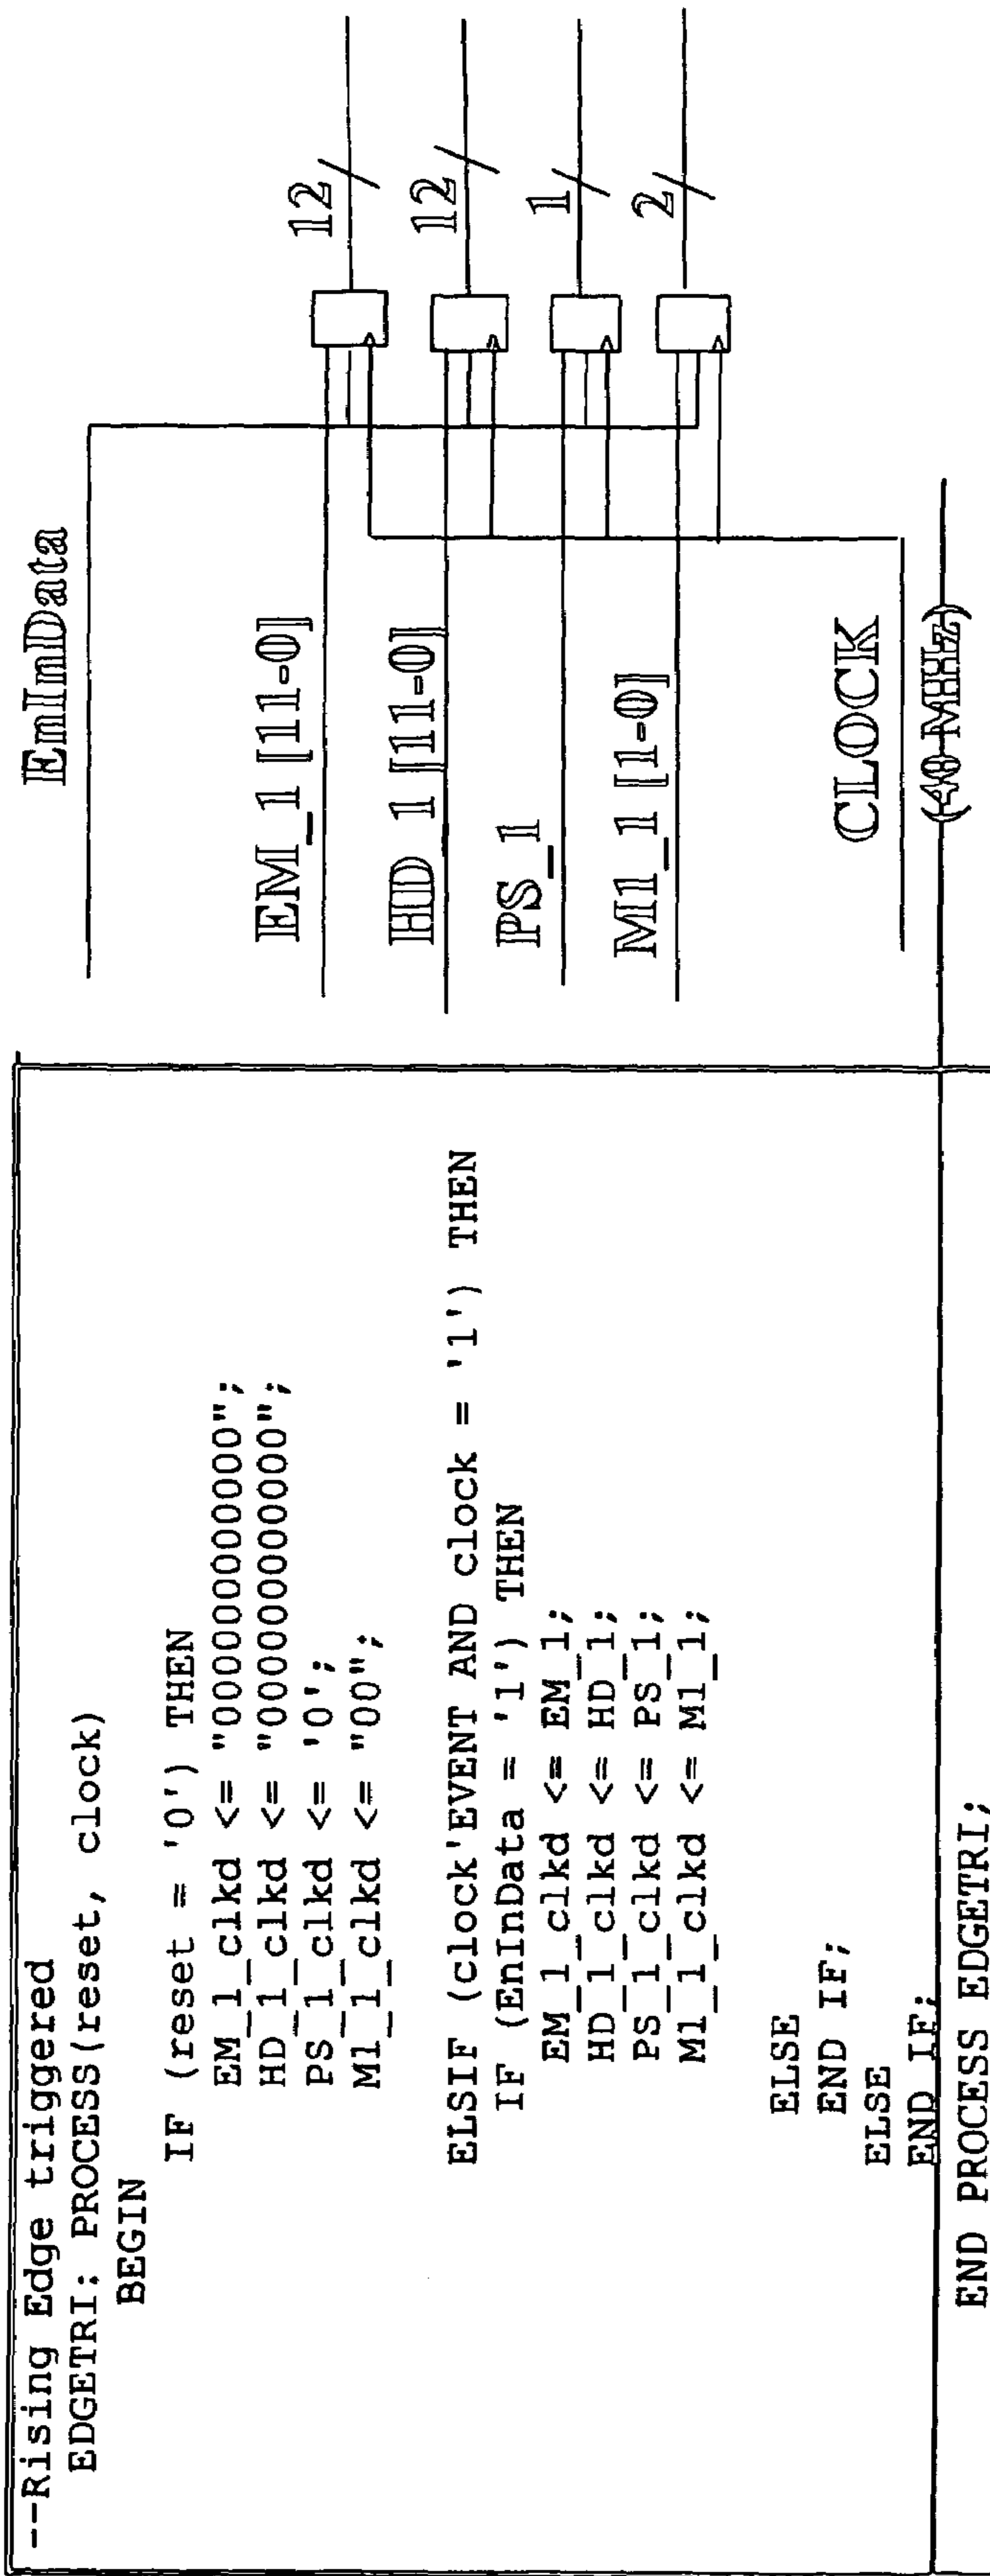 --Rising Edge triggered
EDGETRI: PROCESS(reset, clock)
BEGIN
IF (reset = '0') THEN
EM_1_clkd <= "000000000000";
HD_1_clkd <= "000000000000";
PS_1_clkd <= '0';
M1_1_clkd <= "00";
ELSIF (clock'EVENT AND clock = '1') THEN
IF (EnInData = '1') THEN
EM_1_clkd <= EM_1;
HD_1_clkd <= HD_1;
PS_1_clkd <= PS_1;
M1_1_clkd <= M1_1;
ELSE
END IF;
ELSE
END IF;
END PROCESS EDGETRI;
EnInData
EM_1 [11-0]
12
HD_1 [11-0]
12
PS_1
1
M1_1 [1-0]
2
CLOCK
(40 MHz)